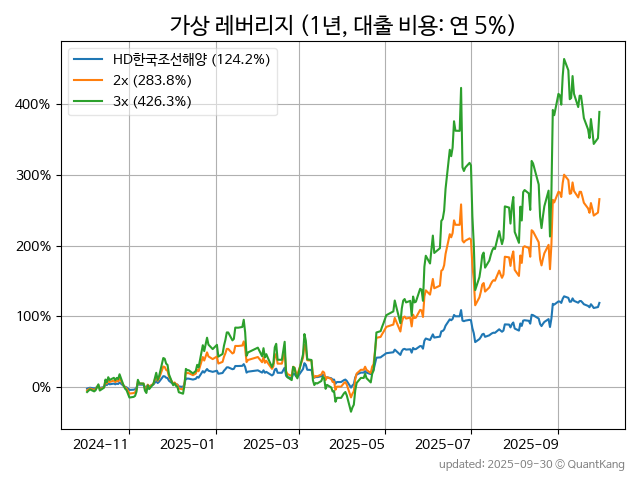 가상 레버리지 (1년, 대출 비용: 연 5%)
HD한국조선해양 (124.2%)
2x (283.8%)
3x (426.3%)
400%
300%
200%
100%
0%
2024-11
2025-01
2025-03
2025-05
2025-07
2025-09
updated: 2025-09-30 © QuantKang